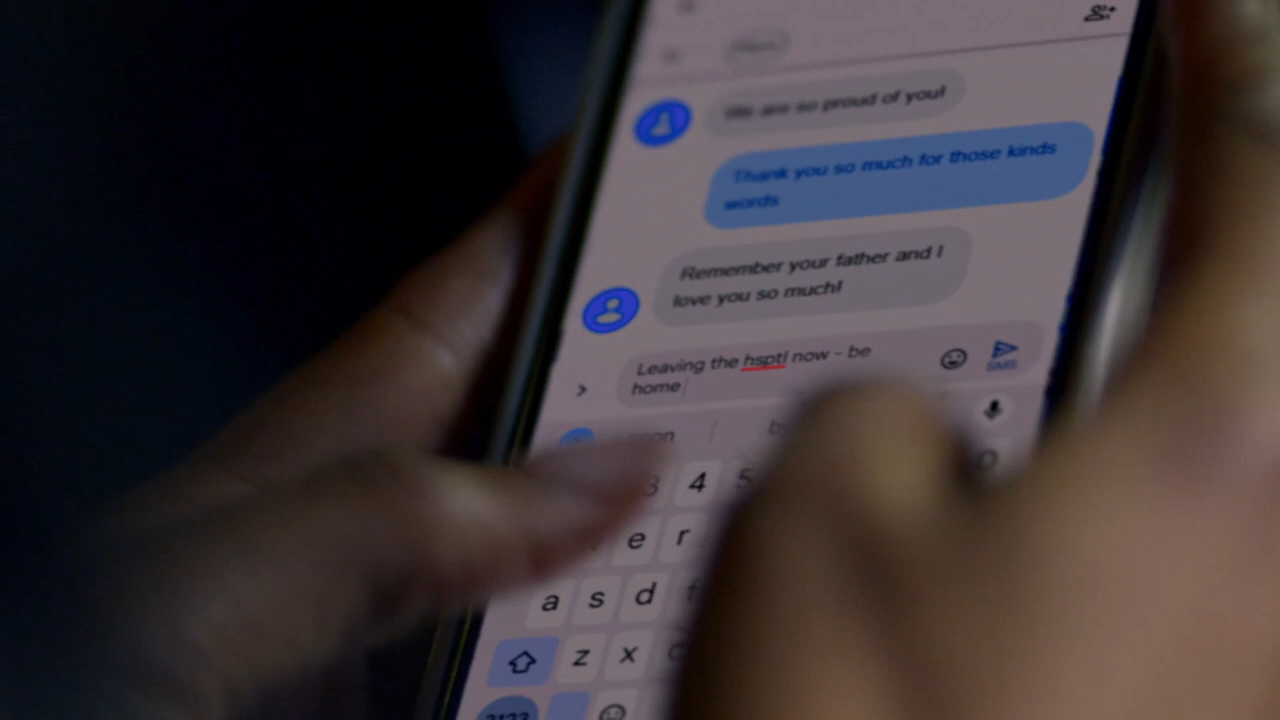 We are so proud of you!
Thank you so much for those kinds
words
Remember your father and I
love you so much!
Leaving the hsptl now - be
home
SMS
4 5
e r
a s d f
z x